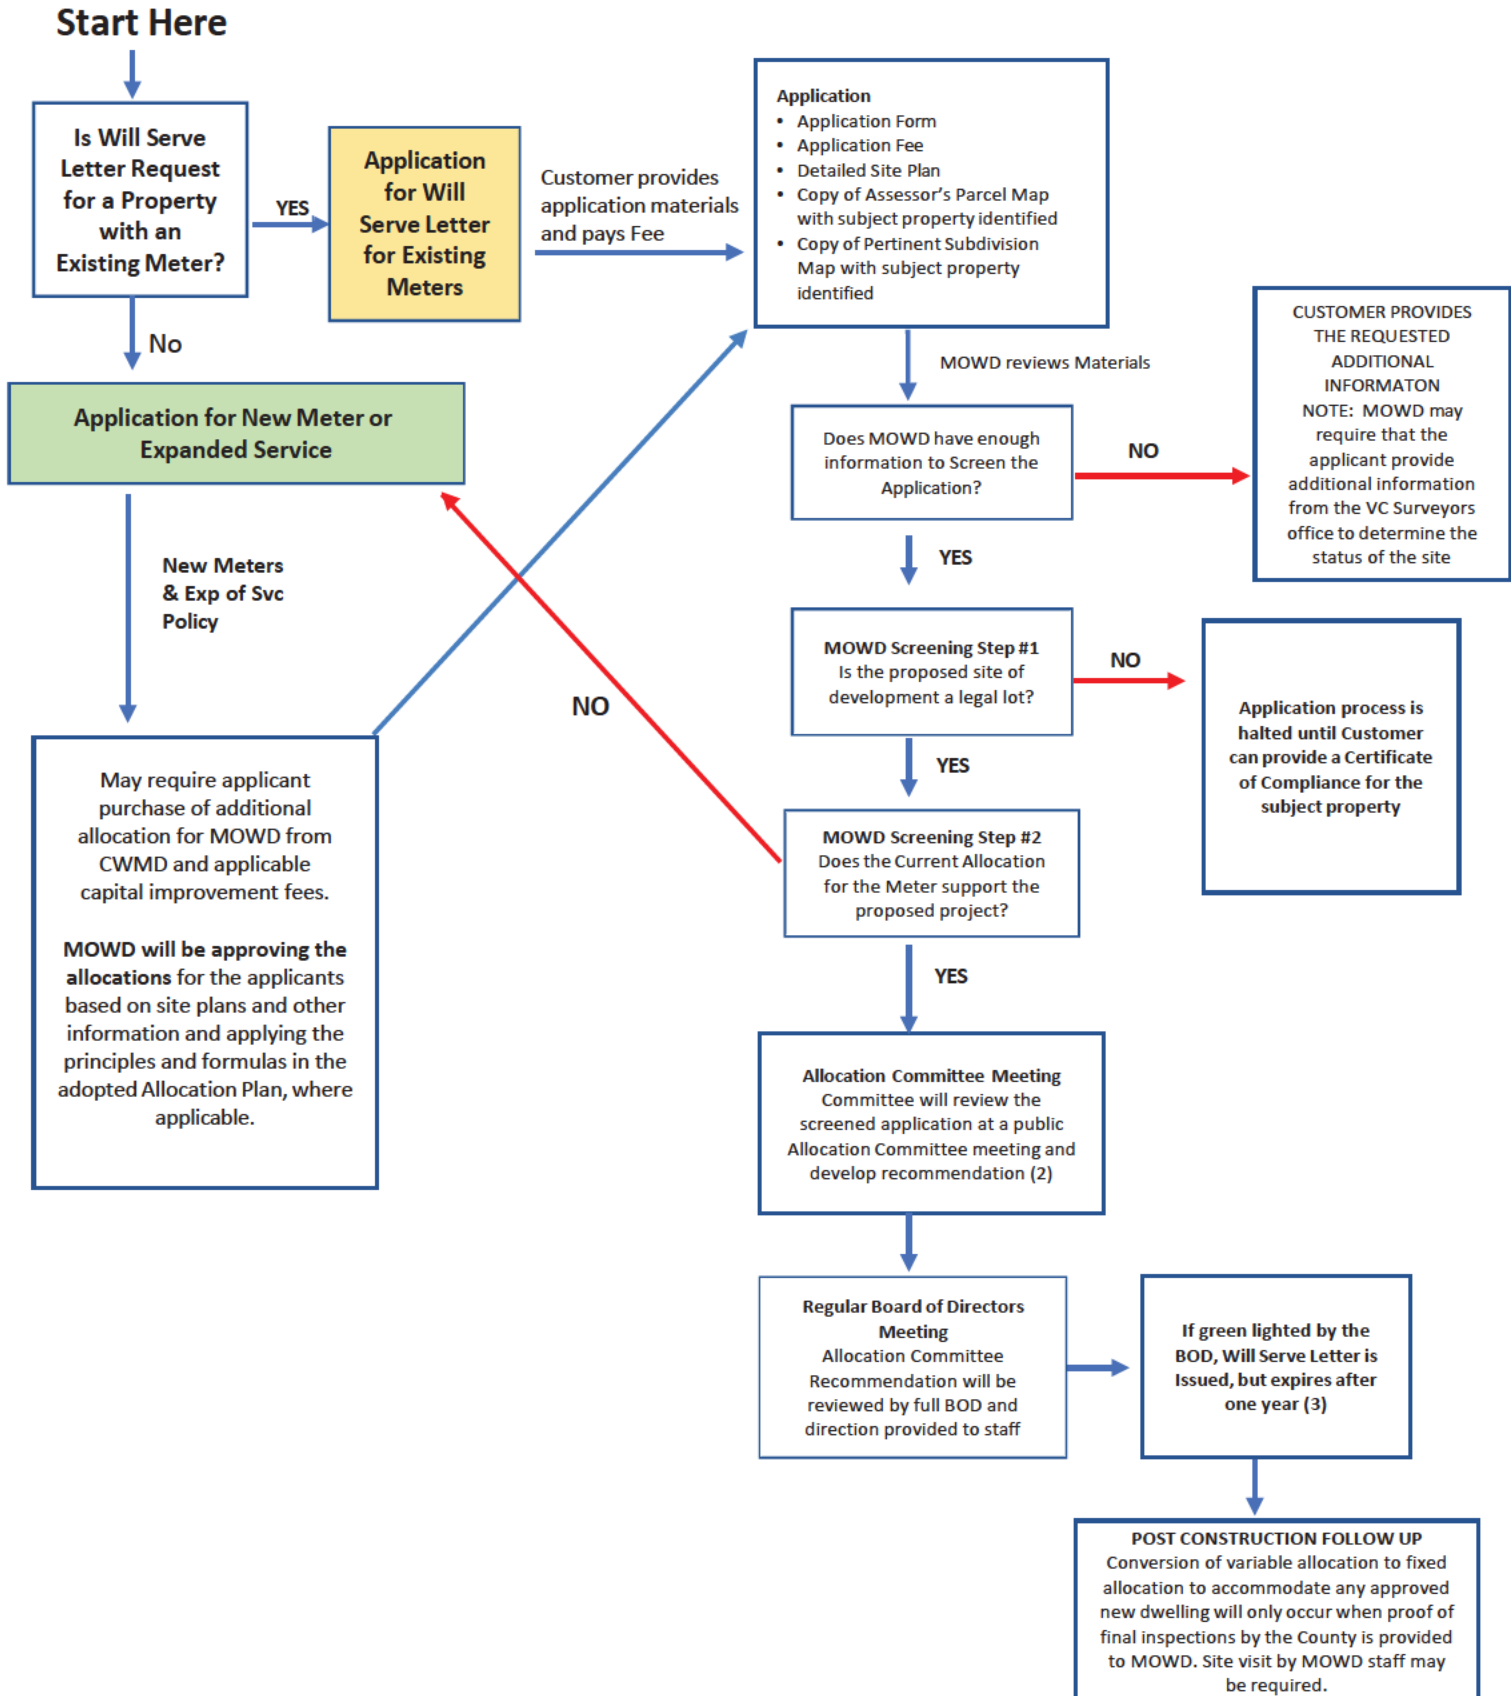 Start Here
Is Will Serve
Letter Request
for a Property
with an
Existing Meter?
YES
Application
for Will
Serve Letter
for Existing
Meters
Customer provides
application materials
and pays Fee
Application
• Application Form
• Application Fee
• Detailed Site Plan
• Copy of Assessor's Parcel Map
with subject property identified
• Copy of Pertinent Subdivision
Map with subject property
identified
No
Application for New Meter or
Expanded Service
MOWD reviews Materials
Does MOWD have enough
information to Screen the
Application?
NO
CUSTOMER PROVIDES
THE REQUESTED
ADDITIONAL
INFORMATON
NOTE: MOWD may
require that the
applicant provide
additional information
from the VC Surveyors
office to determine the
status of the site
YES
New Meters
& Exp of Svc
Policy
MOWD Screening Step #1
Is the proposed site of
development a legal lot?
NO
Application process is
halted until Customer
can provide a Certificate
of Compliance for the
subject property
NO
YES
May require applicant
purchase of additional
allocation for MOWD from
CWMD and applicable
capital improvement fees.
MOWD will be approving the
allocations for the applicants
based on site plans and other
information and applying the
principles and formulas in the
adopted Allocation Plan, where
applicable.
MOWD Screening Step #2
Does the Current Allocation
for the Meter support the
proposed project?
YES
Allocation Committee Meeting
Committee will review the
screened application at a public
Allocation Committee meeting and
develop recommendation (2)
Regular Board of Directors
Meeting
Allocation Committee
Recommendation will be
reviewed by full BOD and
direction provided to staff
If green lighted by the
BOD, Will Serve Letter is
Issued, but expires after
one year (3)
POST CONSTRUCTION FOLLOW UP
Conversion of variable allocation to fixed
allocation to accommodate any approved
new dwelling will only occur when proof of
final inspections by the County is provided
to MOWD. Site visit by MOWD staff may
be required.